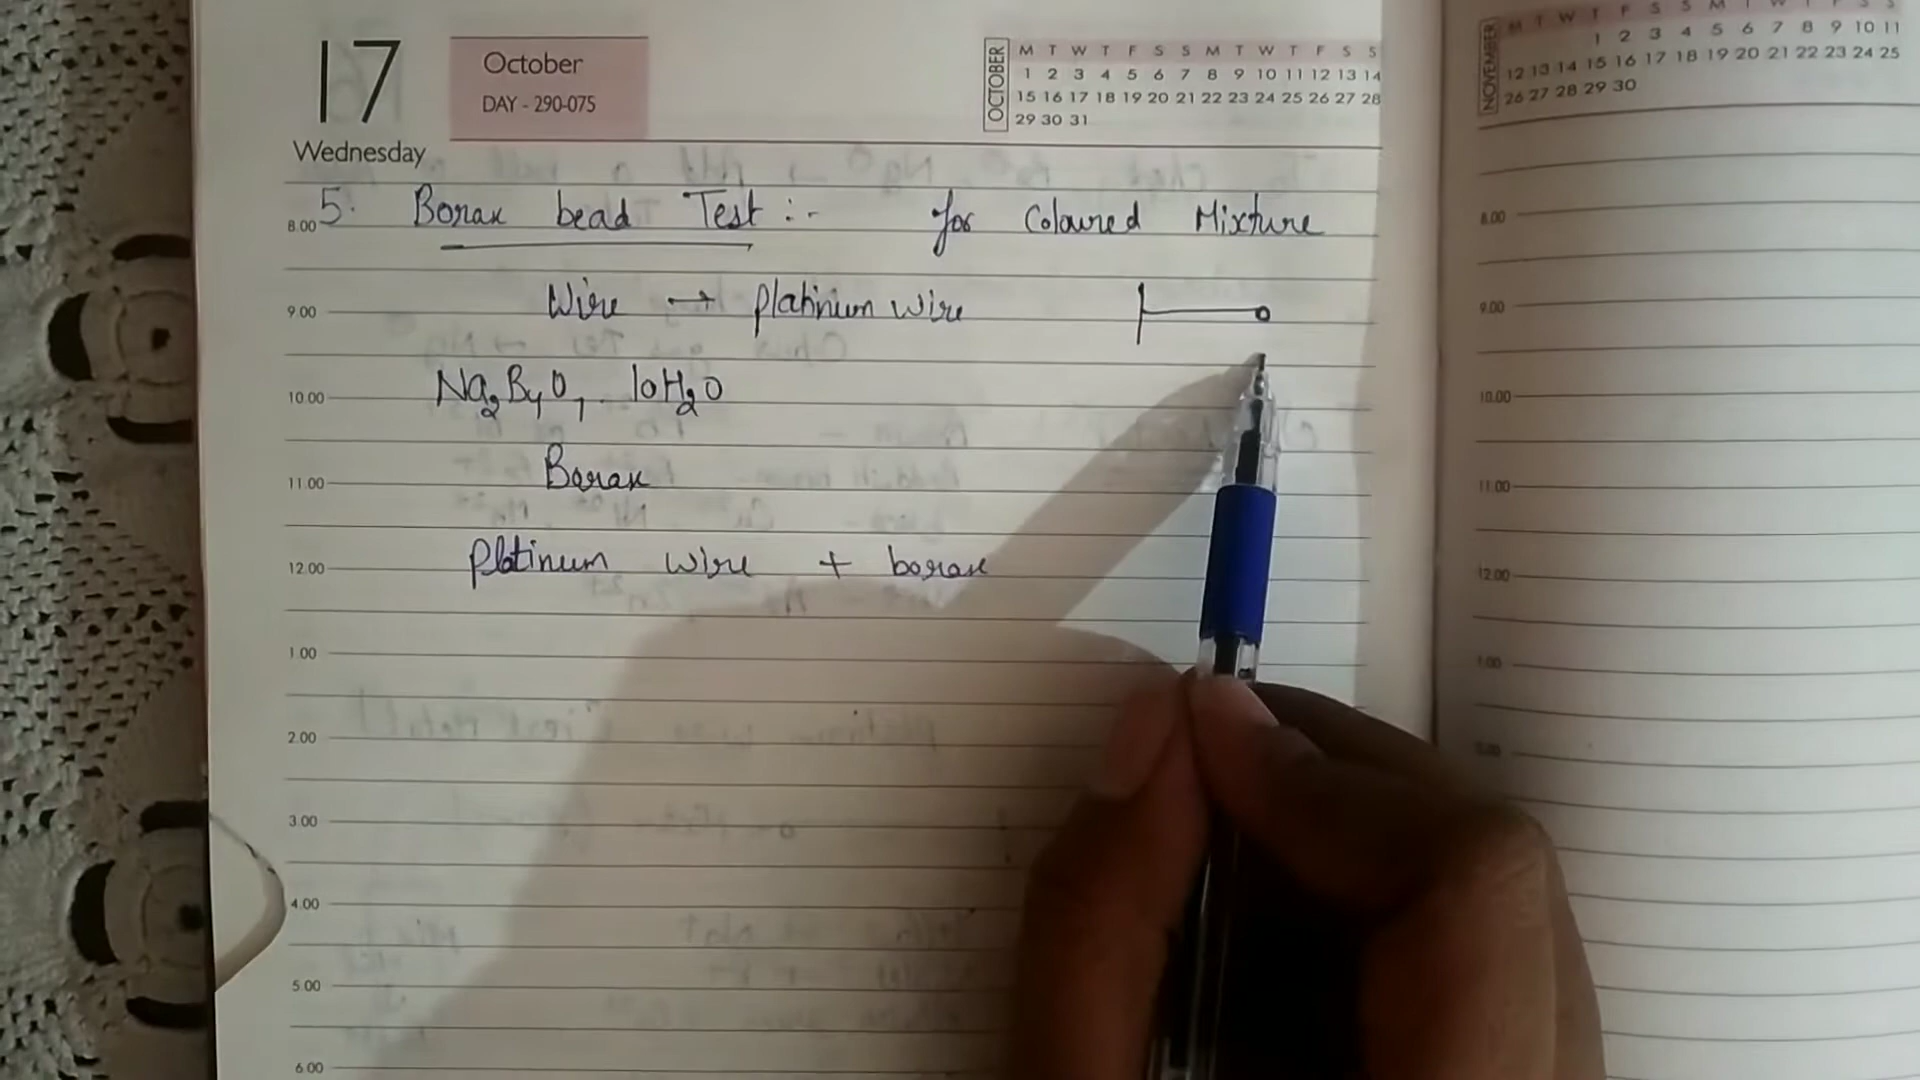 17
Wednesday
October
DAY - 290-075
OCTOBER
M T W T F S S M T W T F S S
1 2 3 4 5 6 7 8 9 10 11 12 13 14
15 16 17 18 19 20 21 22 23 24 25 26 27 28
29 30 31
5. Borax bead Test :- for Coloured Mixture
Wire → Platinium Wire
Na2B4O7. 10H2O
Borax
Platinum wire + borax
8.00
9.00
10.00
11.00
12.00
1.00
2.00
3.00
4.00
5.00
6.00
NOVEMBER
M T W T F S S M T W T F S S
1 2 3 4 5 6 7 8 9 10 11
12 13 14 15 16 17 18 19 20 21 22 23 24 25
26 27 28 29 30
8.00
9.00
10.00
11.00
12.00
1.00